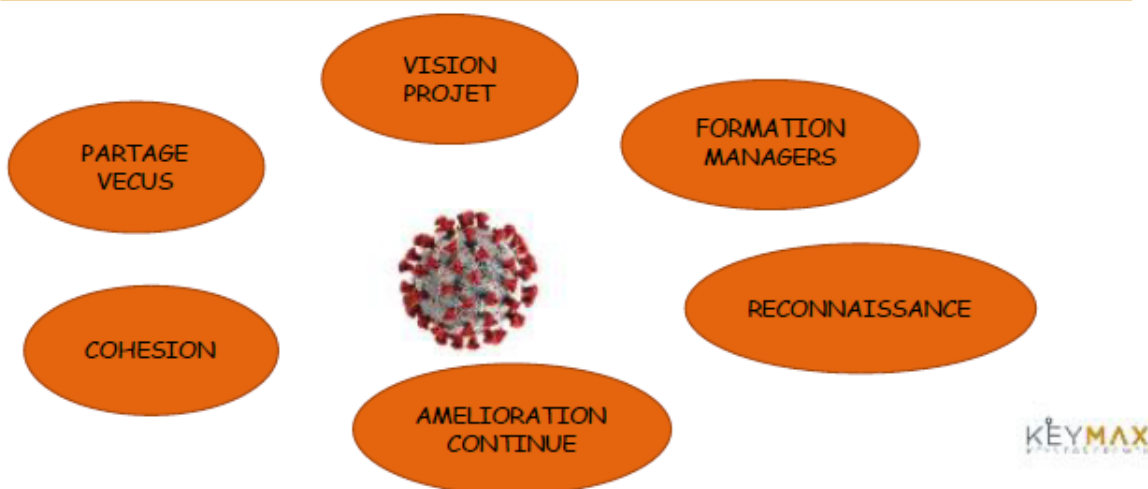 VISION
PROJET
FORMATION
MANAGERS
PARTAGE
VECUS
RECONNAISSANCE
COHESION
AMELIORATION
CONTINUE
KEYMAX